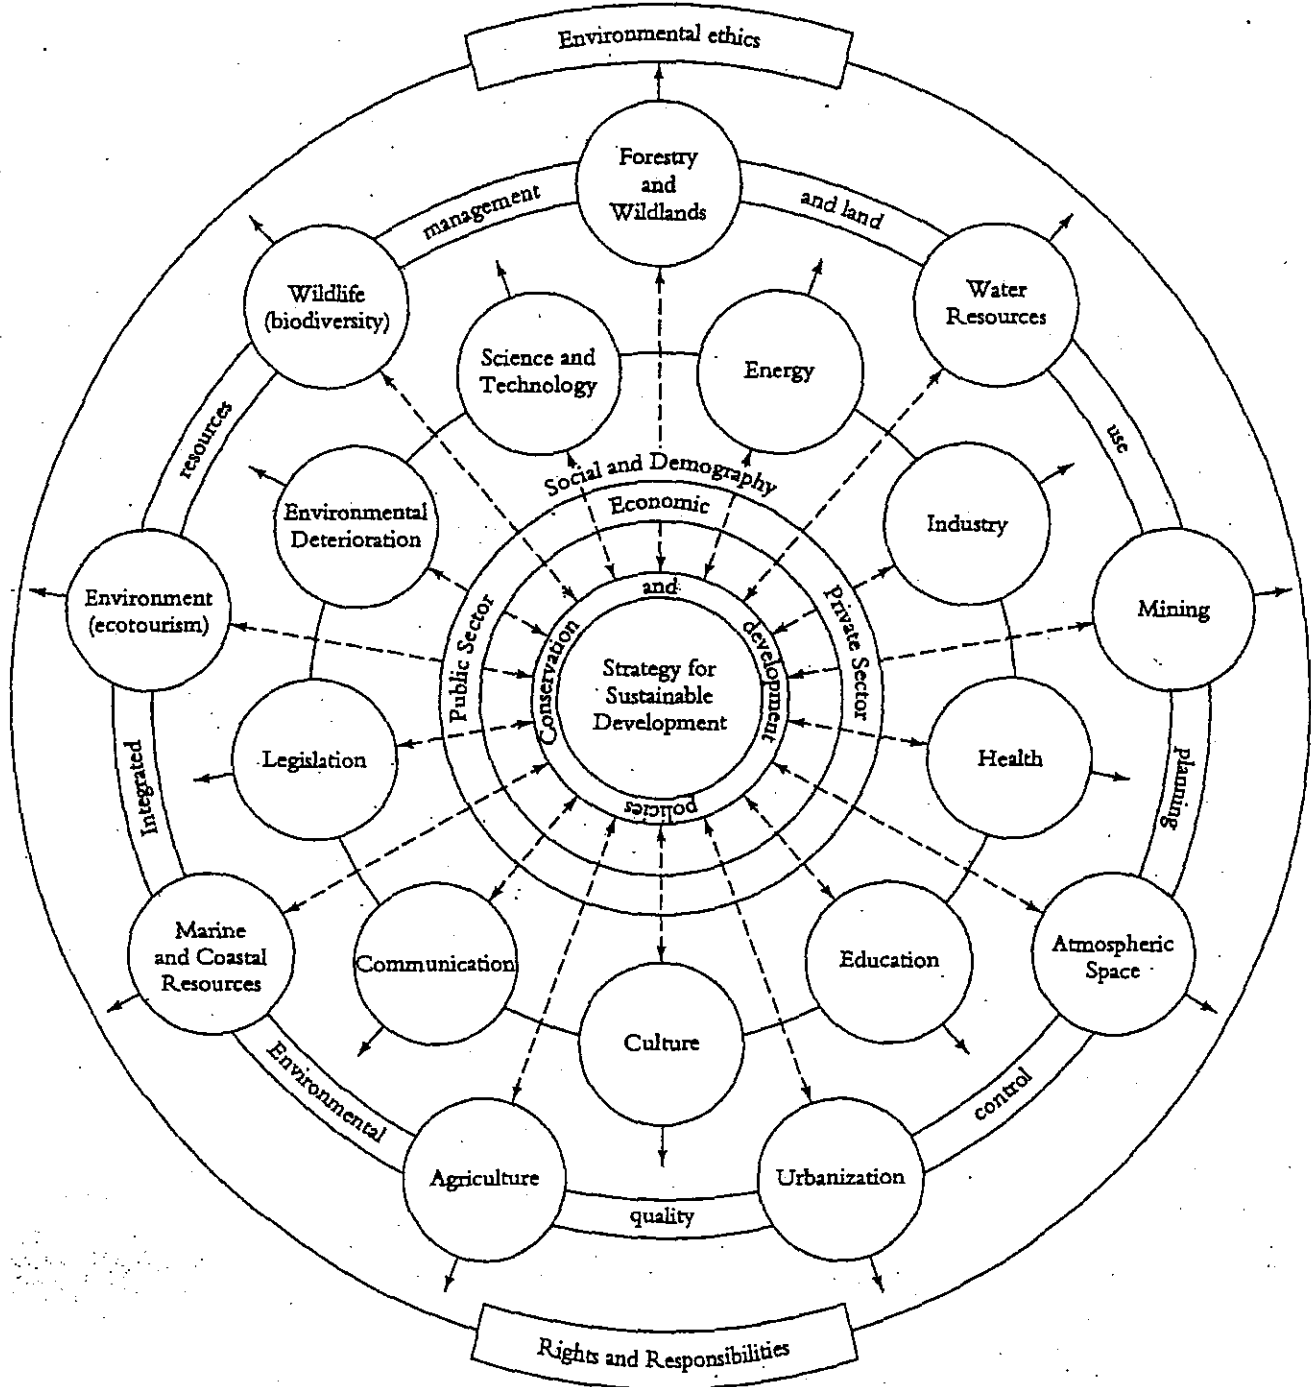 Environmental ethics
Forestry
and
Wildlands
management
and land
Wildlife
(biodiversity)
Water
Resources
Science and
Technology
Energy
resources
use
Social and Demography
Economic
Environmental
Deterioration
Industry
Environment
(ecotourism)
Mining
Public Sector
Private Sector
Conservation
and
development
policies
Strategy for
Sustainable
Development
Legislation
Health
Integrated
planning
Marine
and Coastal
Resources
Communication
Education
Atmospheric
Space
Culture
Environmental
control
Agriculture
Urbanization
quality
Rights and Responsibilities